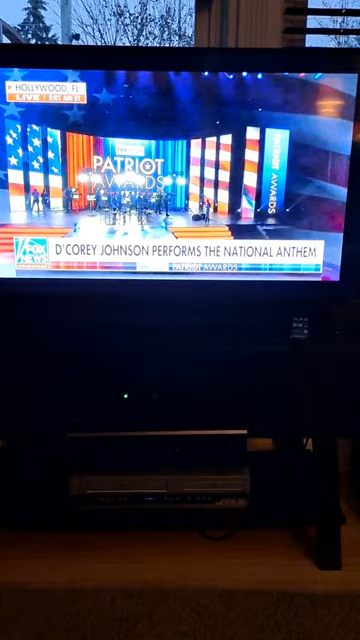 HOLLYWOOD, FL
LIVE
PATRIOT
AWARDS
PATRIOT AWARDS
FOX
NEWS
D'COREY JOHNSON PERFORMS THE NATIONAL ANTHEM
PATRIOT AWARDS